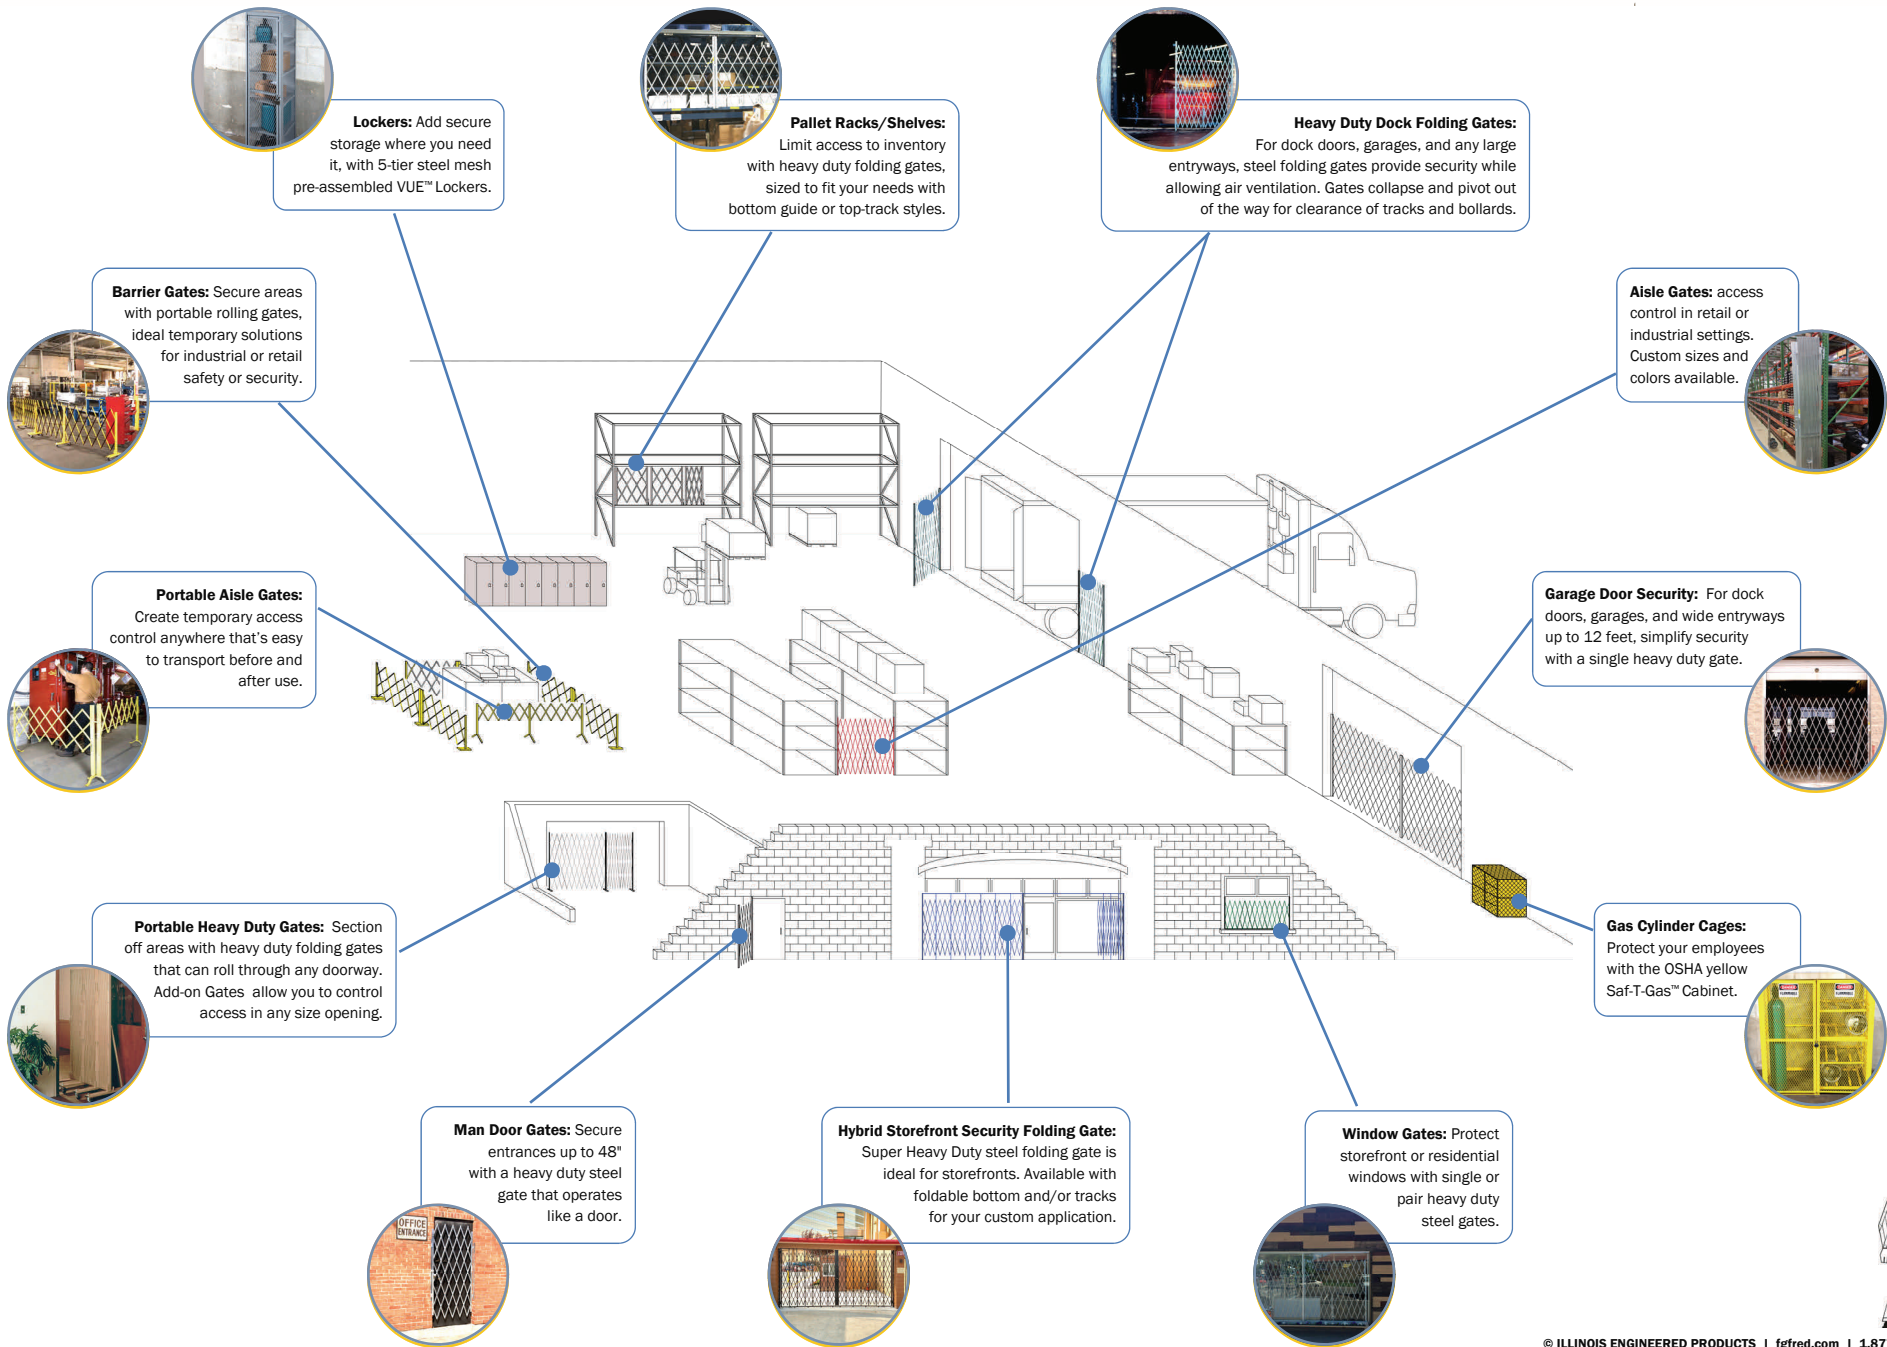 Lockers: Add secure
storage where you need
it, with 5-tier steel mesh
pre-assembled VUE™ Lockers.
Pallet Racks/Shelves:
Limit access to inventory
with heavy duty folding gates,
sized to fit your needs with
bottom guide or top-track styles.
Heavy Duty Dock Folding Gates:
For dock doors, garages, and any large
entryways, steel folding gates provide security while
allowing air ventilation. Gates collapse and pivot out
of the way for clearance of tracks and bollards.
Barrier Gates: Secure areas
with portable rolling gates,
ideal temporary solutions
for industrial or retail
safety or security.
Aisle Gates: access
control in retail or
industrial settings.
Custom sizes and
colors available.
Portable Aisle Gates:
Create temporary access
control anywhere that's easy
to transport before and
after use.
Garage Door Security: For dock
doors, garages, and wide entryways
up to 12 feet, simplify security
with a single heavy duty gate.
Portable Heavy Duty Gates: Section
off areas with heavy duty folding gates
that can roll through any doorway.
Add-on Gates allow you to control
access in any size opening.
Gas Cylinder Cages:
Protect your employees
with the OSHA yellow
Saf-T-Gas™ Cabinet.
Man Door Gates: Secure
entrances up to 48"
with a heavy duty steel
gate that operates
like a door.
OFFICE
ENTRANCE
Hybrid Storefront Security Folding Gate:
Super Heavy Duty steel folding gate is
ideal for storefronts. Available with
foldable bottom and/or tracks
for your custom application.
Window Gates: Protect
storefront or residential
windows with single or
pair heavy duty
steel gates.
© ILLINOIS ENGINEERED PRODUCTS | fgfred.com | 1.87